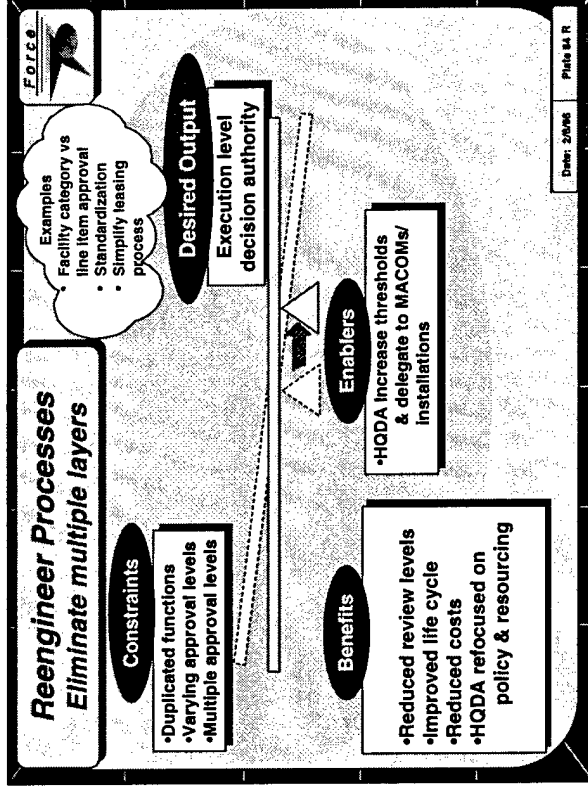 Reengineer Processes
Eliminate multiple layers
Force
Examples
• Facility category vs
line item approval
• Standardization
• Simplify leasing
process
Constraints
•Duplicated functions
•Varying approval levels
•Multiple approval levels
Desired Output
Execution level
decision authority
Benefits
•Reduced review levels
•Improved life cycle
•Reduced costs
•HQDA refocused on
policy & resourcing
Enablers
•HQDA Increase thresholds
& delegate to MACOMs/
installations
Date: 2/6/96
Plate 84 R